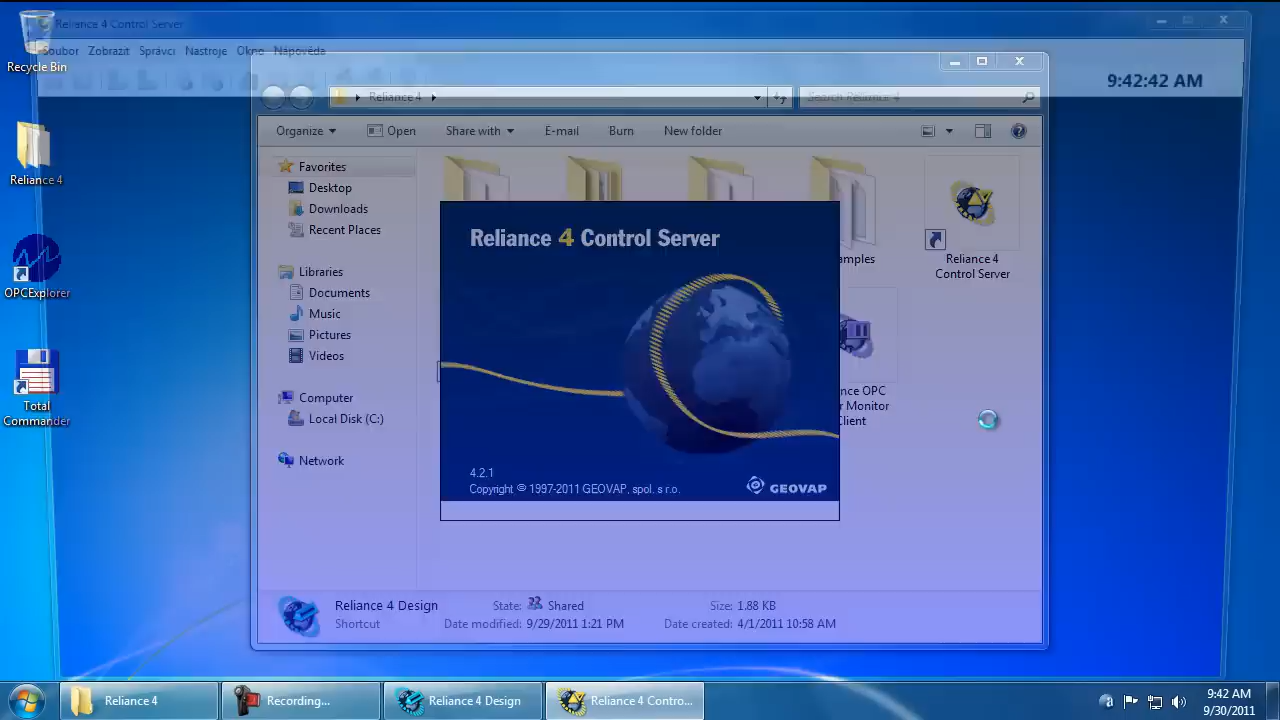 Reliance 4 Control Server
Soubor Zobrazit Správci Nástroje Okno Nápověda
9:42:42 AM
Recycle Bin
Reliance 4
OPCExplorer
Total
Commander
Reliance 4
Search Reliance 4
Organize Open Share with E-mail Burn New folder
Favorites
Desktop
Downloads
Recent Places
Libraries
Documents
Music
Pictures
Videos
Computer
Local Disk (C:)
Network
Reliance 4
Control Server
Reliance 4 Control Server
4.2.1
Copyright © 1997-2011 GEOVAP, spol. s r.o.
GEOVAP
Monitor
Client
Reliance 4 Design
Shortcut
State: Shared
Size: 1.88 KB
Date modified: 9/29/2011 1:21 PM
Date created: 4/1/2011 10:58 AM
Reliance 4
Recording...
Reliance 4 Design
Reliance 4 Contro...
9:42 AM
9/30/2011